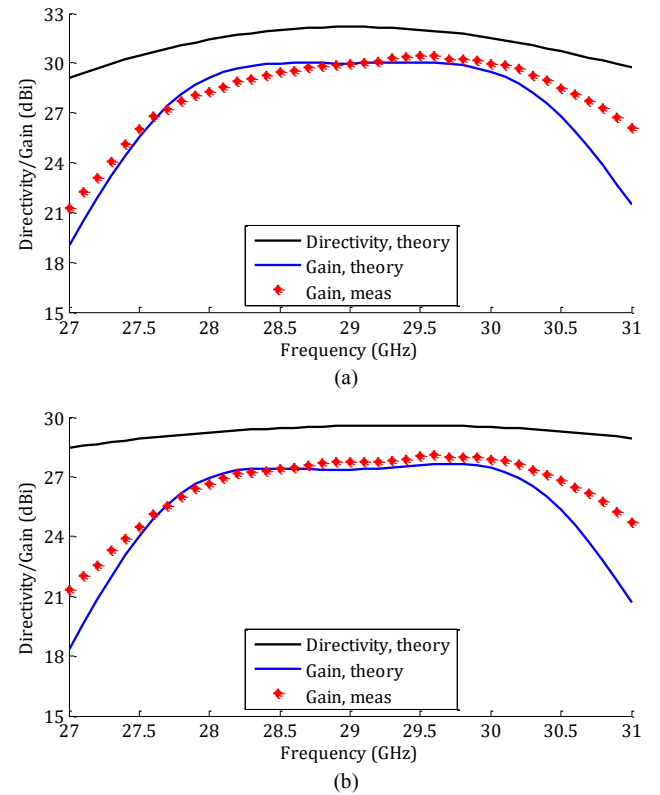 33
30
27
24
21
18
15
Directivity/Gain (dBi)
Directivity, theory
Gain, theory
Gain, meas
27 27.5 28 28.5 29 29.5 30 30.5 31
Frequency (GHz)
(a)
30
27
24
21
18
15
Directivity/Gain (dBi)
Directivity, theory
Gain, theory
Gain, meas
27 27.5 28 28.5 29 29.5 30 30.5 31
Frequency (GHz)
(b)